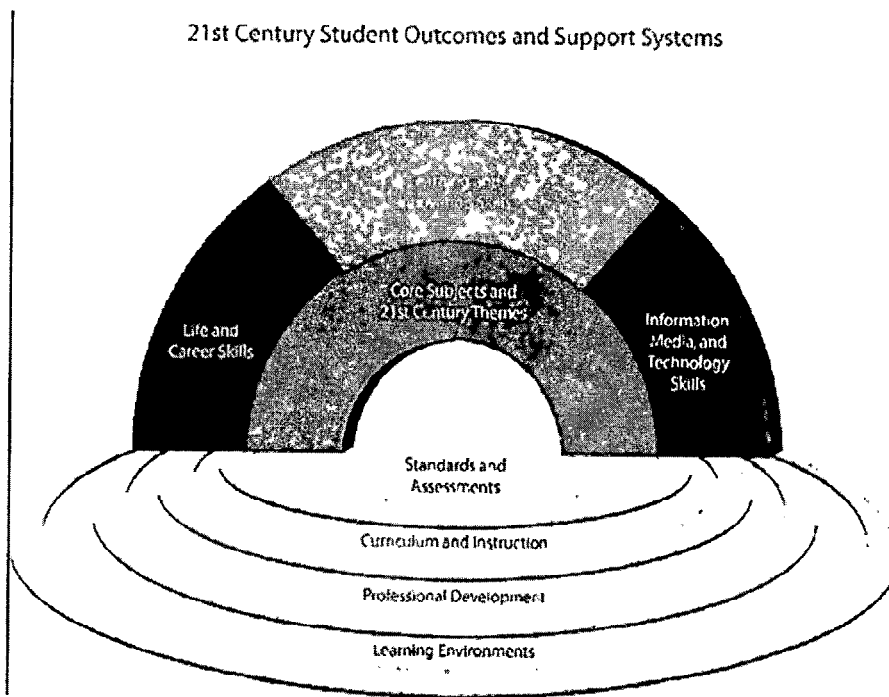 21st Century Student Outcomes and Support Systems
Core Subjects and
21st Century Themes
Life and
Career Skills
Information
Media, and
Technology
Skills
Standards and
Assessments
Curriculum and Instruction
Professional Development
Learning Environments